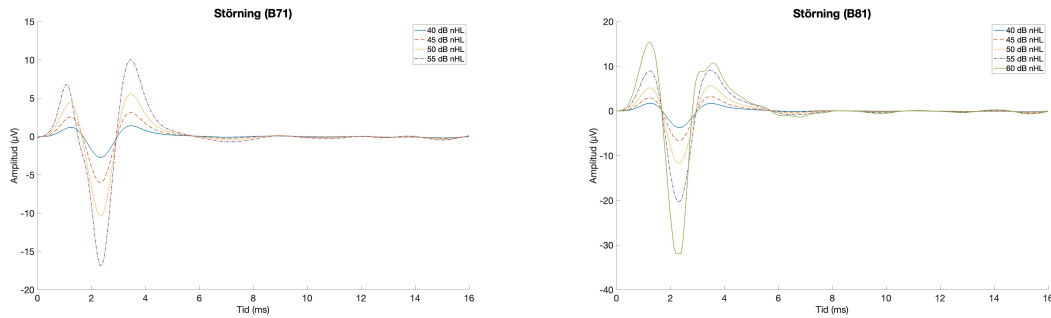 Störning (B71)
Amplitud (µV)
15
10
5
0
-5
-10
-15
-20
0 2 4 6 8 10 12 14 16
Tid (ms)
40 dB nHL
45 dB nHL
50 dB nHL
55 dB nHL
Störning (B81)
Amplitud (µV)
20
10
0
-10
-20
-30
-40
0 2 4 6 8 10 12 14 16
Tid (ms)
40 dB nHL
45 dB nHL
50 dB nHL
55 dB nHL
60 dB nHL